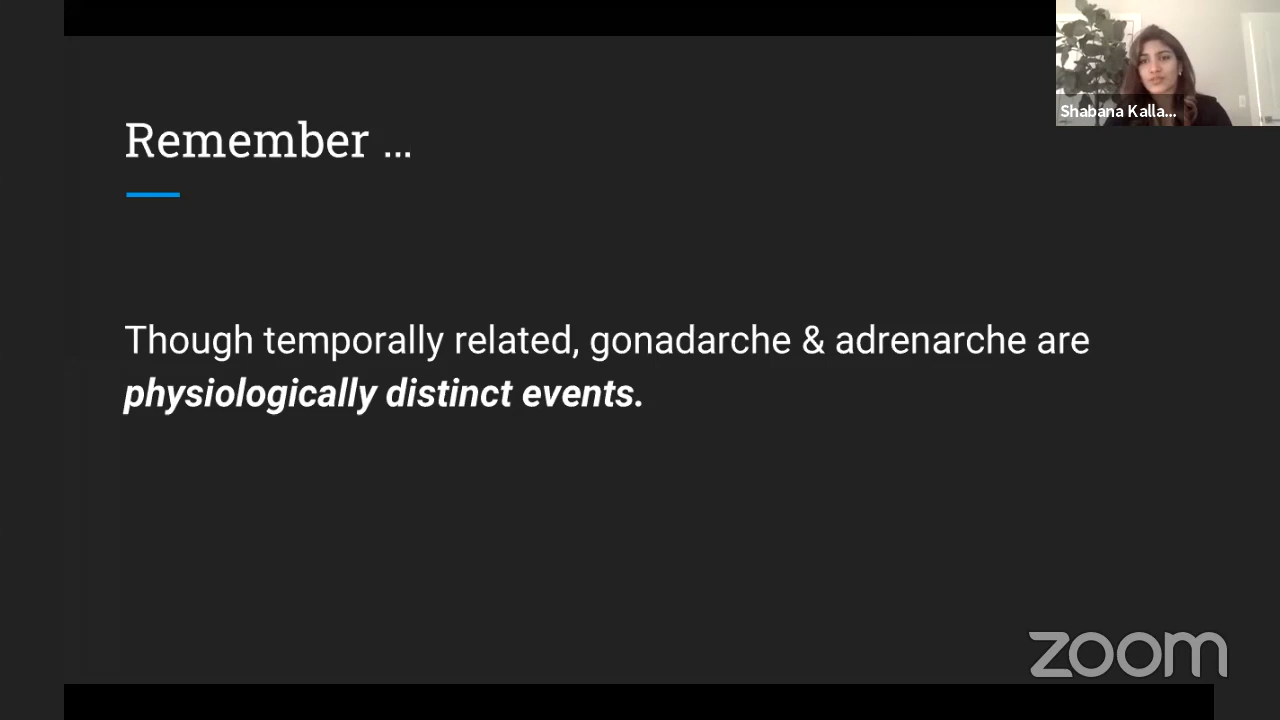 Shabana Kalla...
Remember ...
Though temporally related, gonadarche & adrenarche are
physiologically distinct events.
zoom